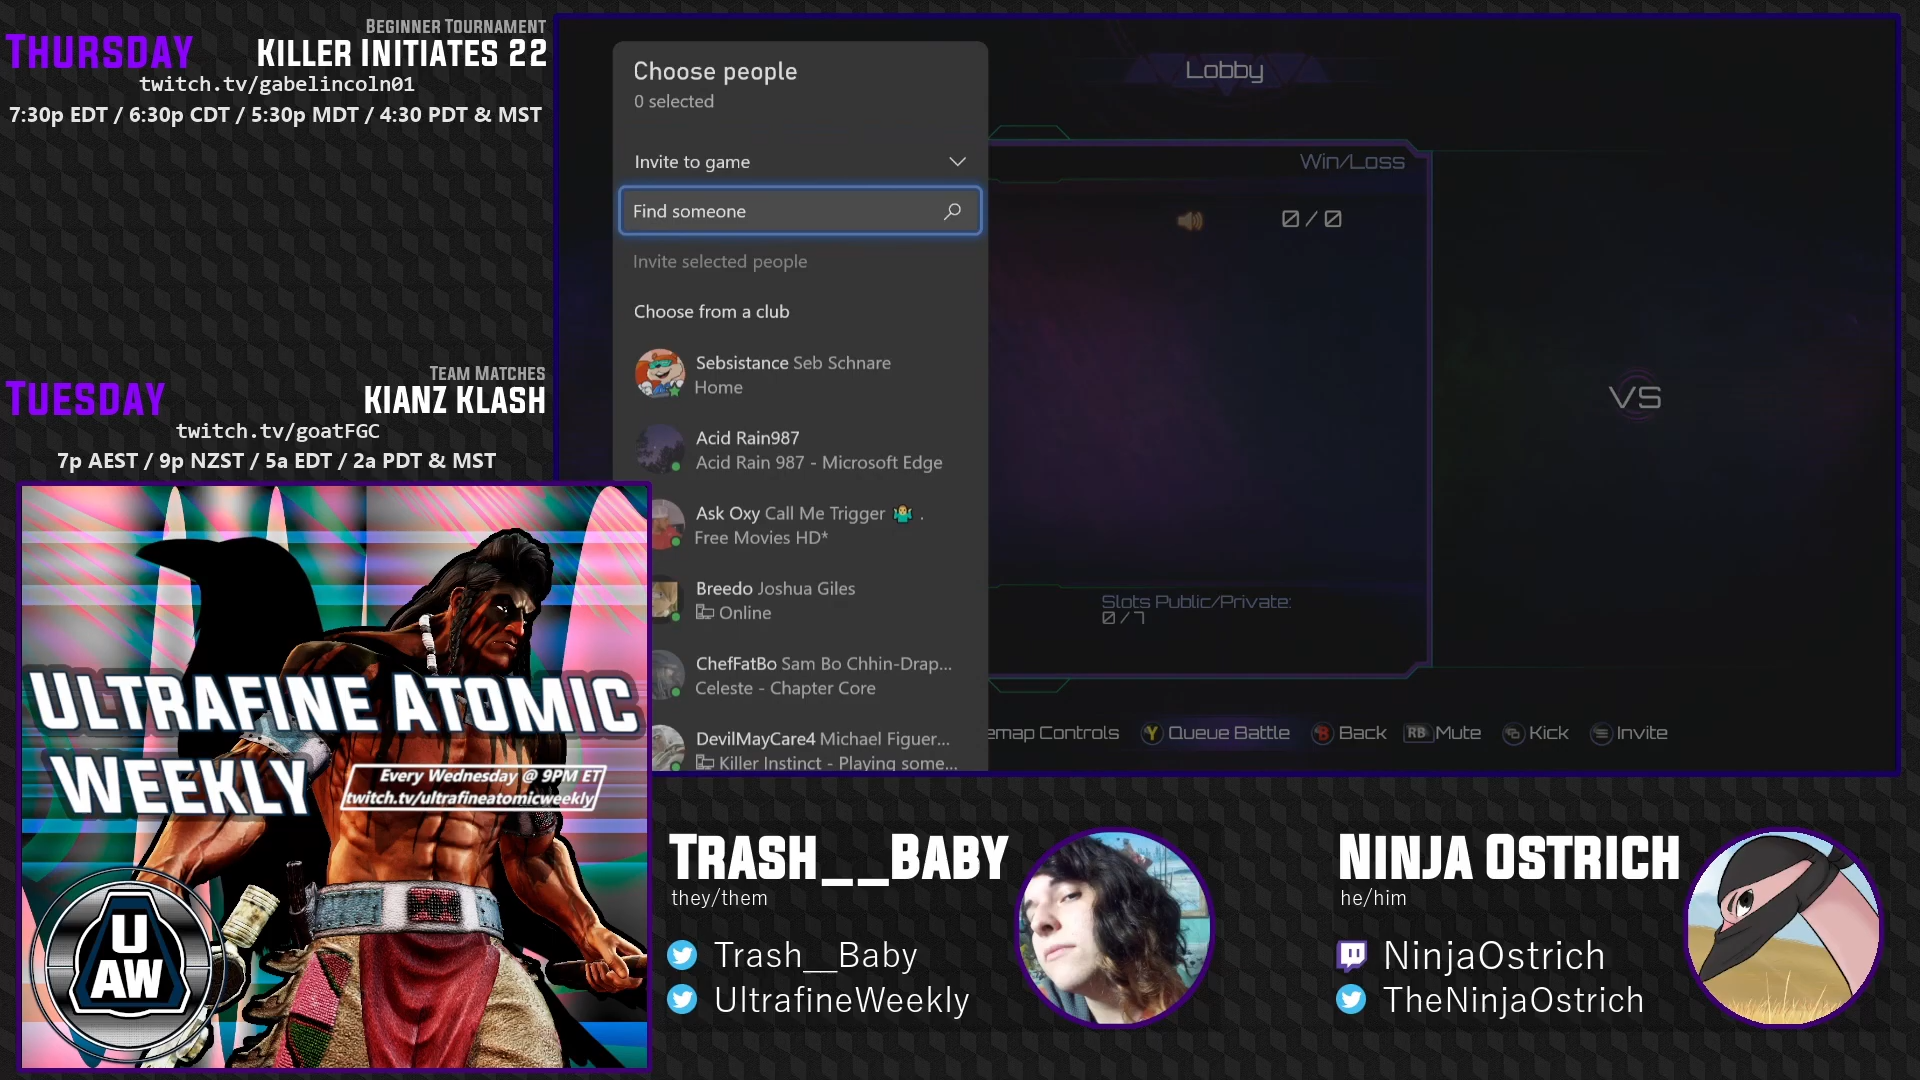 Beginner Tournament
Thursday Killer Initiates 22
twitch.tv/gabelincoln01
7:30p EDT / 6:30p CDT / 5:30p MDT / 4:30 PDT & MST
Team Matches
Tuesday KIANZ Klash
twitch.tv/goatFGC
7p AEST / 9p NZST / 5a EDT / 2a PDT & MST
Ultrafine Atomic
Weekly
Every Wednesday @ 9PM ET
twitch.tv/ultrafineatomicweekly
U
AW
Choose people
0 selected
Invite to game
Find someone
Invite selected people
Choose from a club
Sebsistance Seb Schnare
Home
Acid Rain987
Acid Rain 987 - Microsoft Edge
Ask Oxy Call Me Trigger 🤷‍♂️ .
Free Movies HD*
Breedo Joshua Giles
Online
ChefFatBo Sam Bo Chhin-Drap...
Celeste - Chapter Core
DevilMayCare4 Michael Figuer...
Killer Instinct - Playing some...
Lobby
Win/Loss
0 / 0
VS
Slots Public/Private:
0 / 7
emap Controls Y Queue Battle B Back RB Mute Kick Invite
Trash__Baby
they/them
Trash__Baby
UltrafineWeekly
Ninja Ostrich
he/him
NinjaOstrich
TheNinjaOstrich